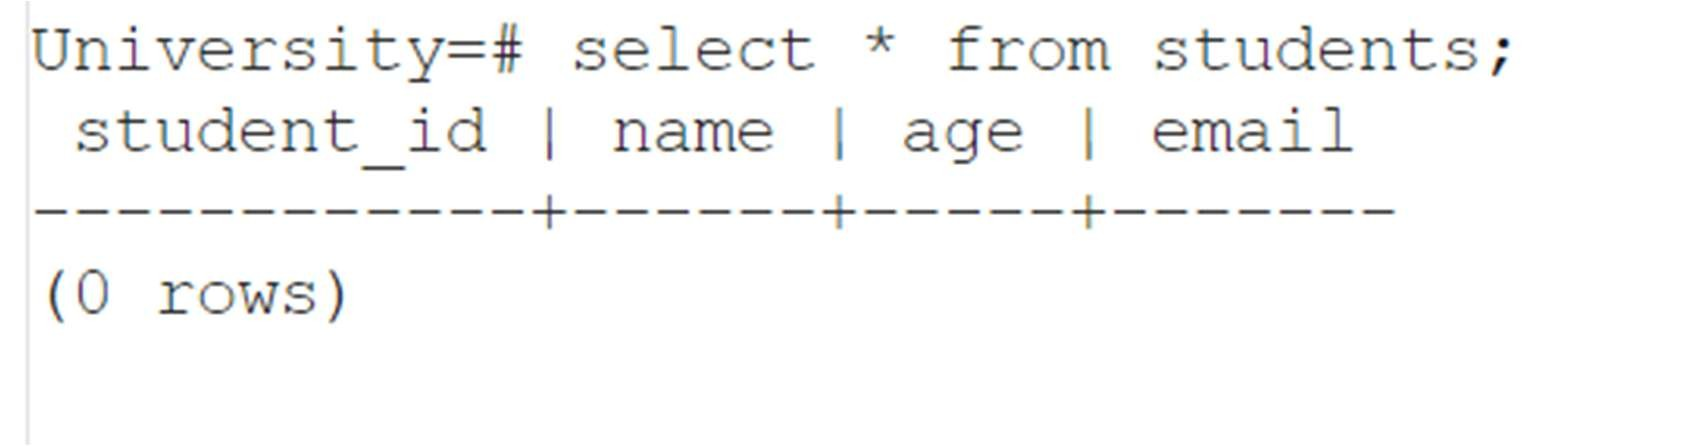 University=# select * from students;
 student_id | name | age | email
------------+------+-----+-------
(0 rows)